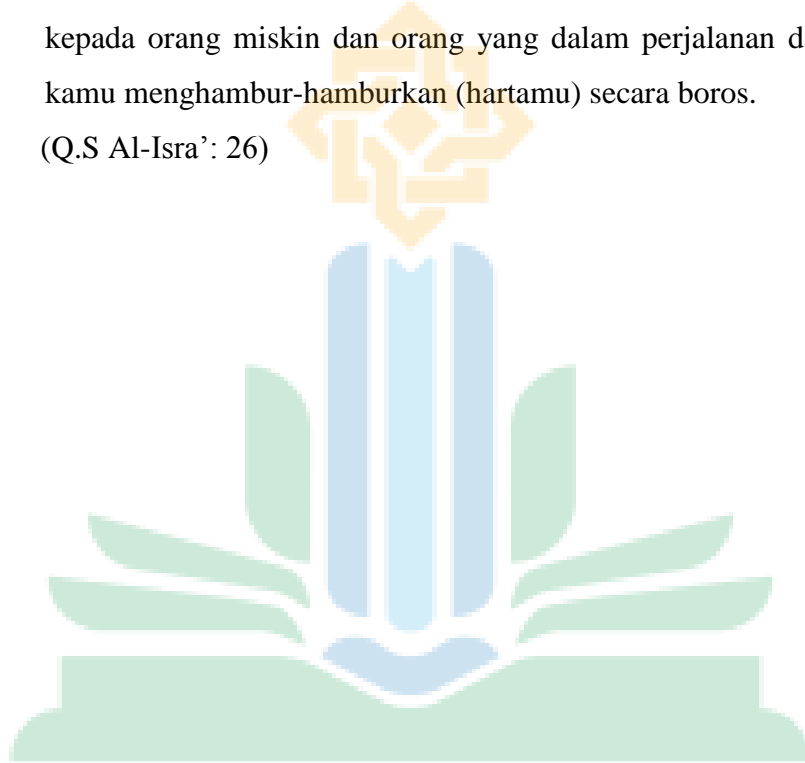 kepada orang miskin dan orang yang dalam perjalanan d
kamu menghambur-hamburkan (hartamu) secara boros.
(Q.S Al-Isra’: 26)